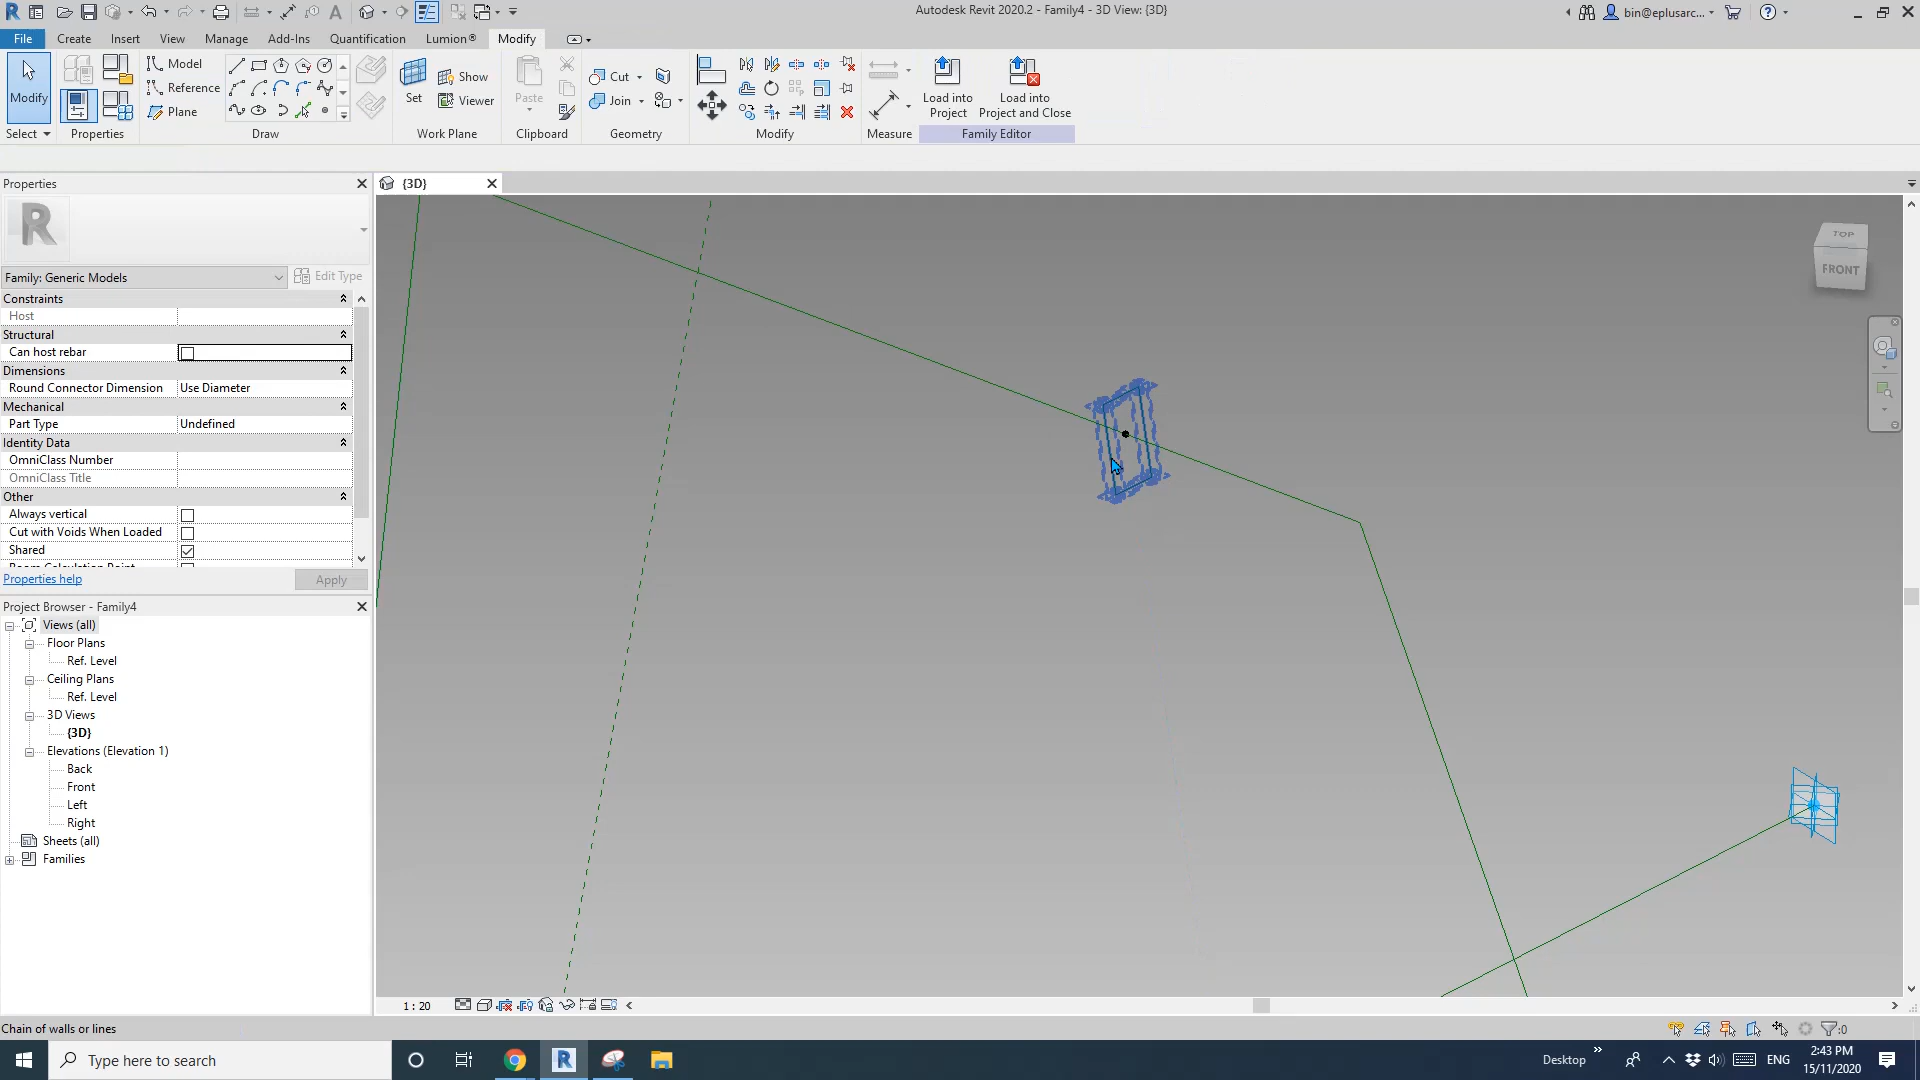 Autodesk Revit 2020.2 - Family4 - 3D View: {3D}
bin@eplusarc...
File Create Insert View Manage Add-Ins Quantification Lumion® Modify
Modify
Select
Properties
Model
Reference
Plane
Draw
Set
Show
Viewer
Work Plane
Paste
Clipboard
Cut
Join
Geometry
Modify
Measure
Load into
Project
Load into
Project and Close
Family Editor
Properties
{3D}
TOP
FRONT
Family: Generic Models
Edit Type
Constraints
Host
Structural
Can host rebar
Dimensions
Round Connector Dimension Use Diameter
Mechanical
Part Type Undefined
Identity Data
OmniClass Number
OmniClass Title
Other
Always vertical
Cut with Voids When Loaded
Shared
Room Calculation Point
Properties help
Apply
Project Browser - Family4
Views (all)
Floor Plans
Ref. Level
Ceiling Plans
Ref. Level
3D Views
{3D}
Elevations (Elevation 1)
Back
Front
Left
Right
Sheets (all)
Families
1 : 20
Chain of walls or lines
:0
Type here to search
Desktop
ENG
2:43 PM
15/11/2020